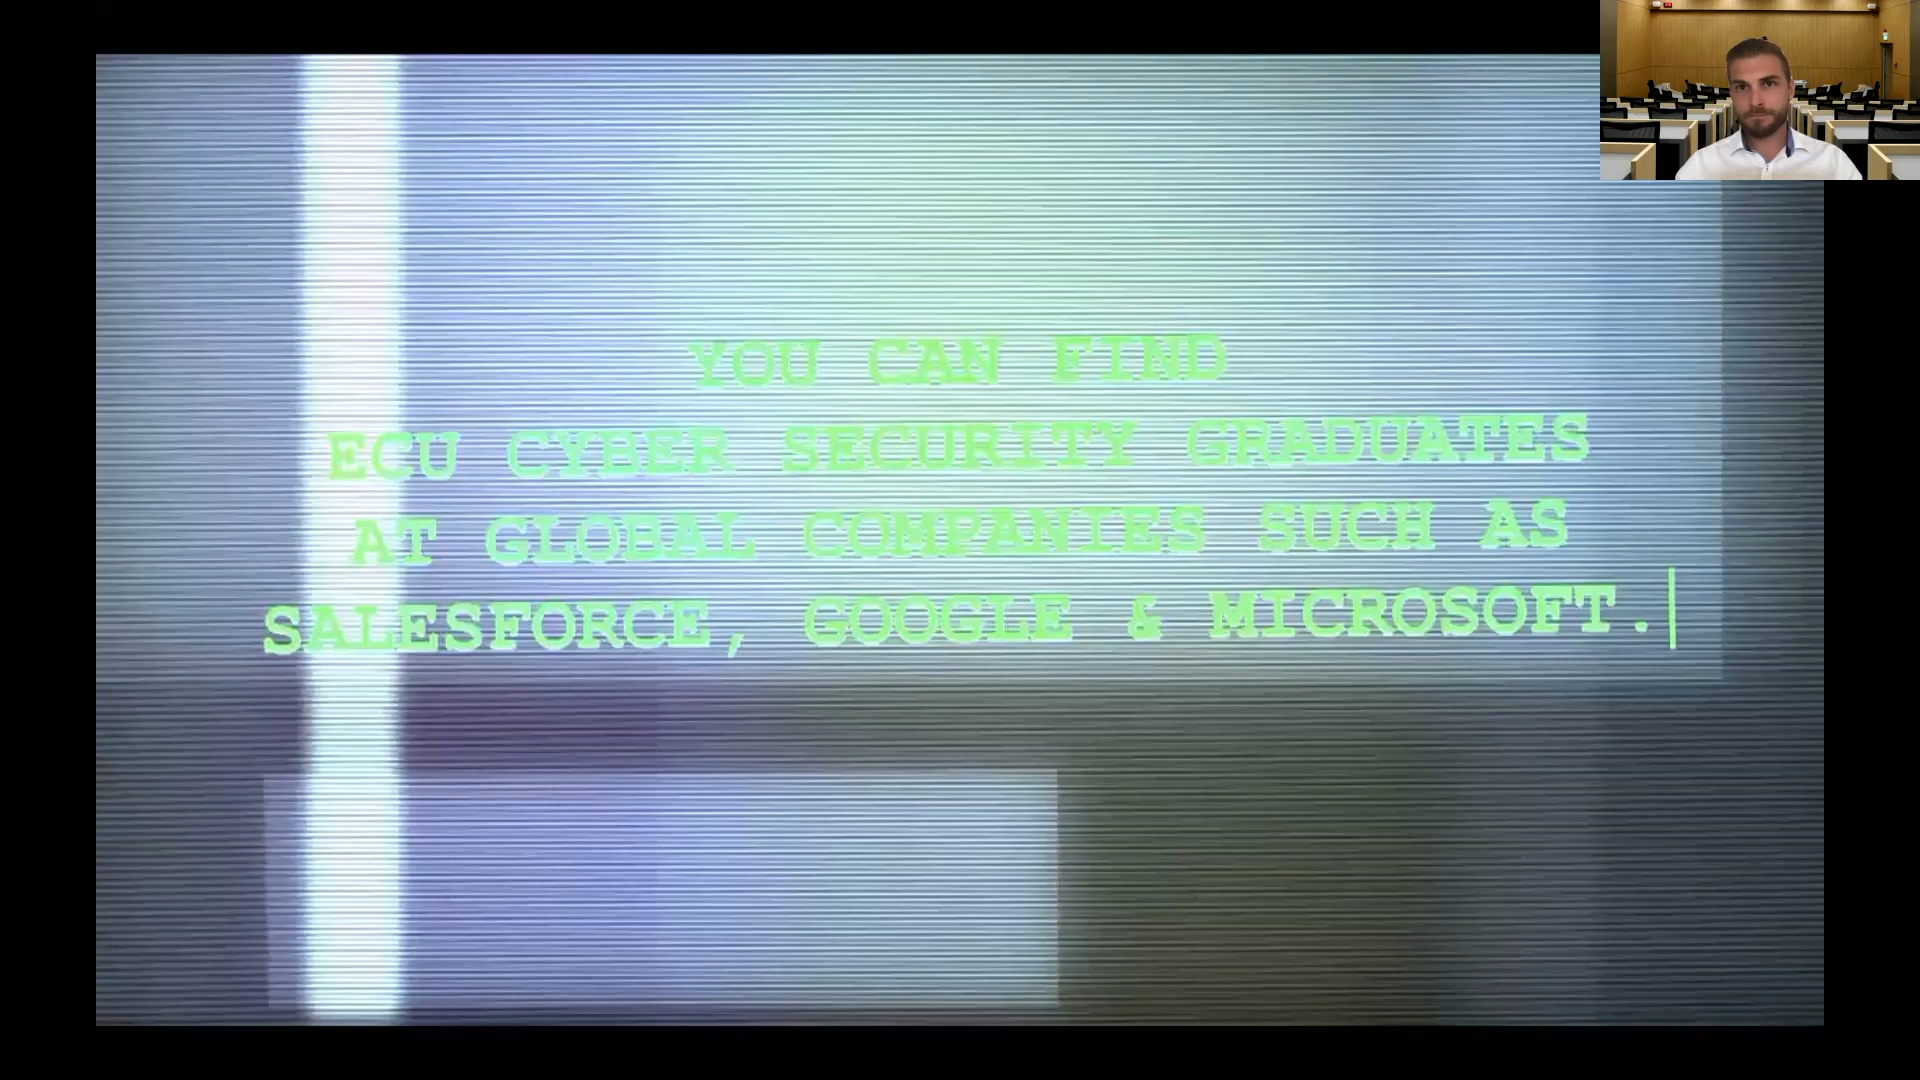 YOU CAN FIND
ECU CYBER SECURITY GRADUATES
AT GLOBAL COMPANIES SUCH AS
SALESFORCE, GOOGLE & MICROSOFT.